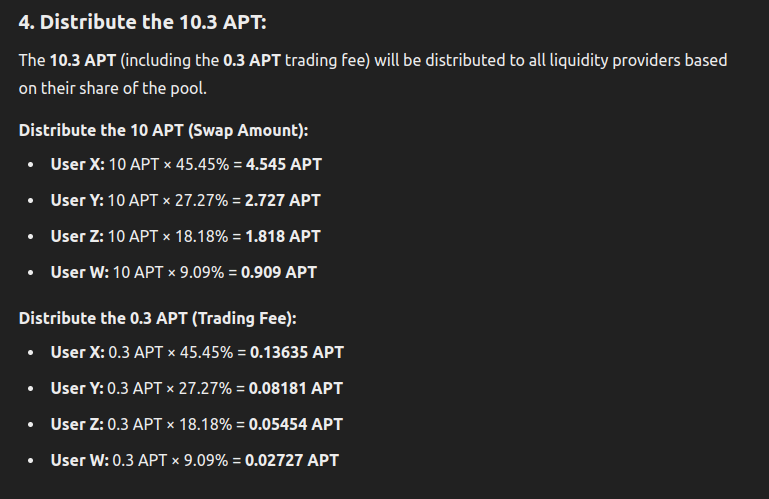 4. Distribute the 10.3 APT:
The 10.3 APT (including the 0.3 APT trading fee) will be distributed to all liquidity providers based
on their share of the pool.
Distribute the 10 APT (Swap Amount):
• User X: 10 APT × 45.45% = 4.545 APT
• User Y: 10 APT × 27.27% = 2.727 APT
• User Z: 10 APT × 18.18% = 1.818 APT
• User W: 10 APT × 9.09% = 0.909 APT
Distribute the 0.3 APT (Trading Fee):
• User X: 0.3 APT × 45.45% = 0.13635 APT
• User Y: 0.3 APT × 27.27% = 0.08181 APT
• User Z: 0.3 APT × 18.18% = 0.05454 APT
• User W: 0.3 APT × 9.09% = 0.02727 APT